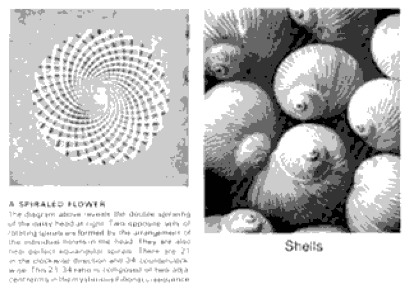 A SPIRALED FLOWER
The diagram above reveals the double spiraling
of the daisy head at right. Two opposite sets of
rotating spirals are formed by the arrangement of
the individual florets in the head. They are also
near-perfect equiangular spirals. There are 21
in the clockwise direction and 34 counterclock-
wise. This 21:34 ratio is composed of two adja-
cent terms in the mysterious Fibonacci sequence.
Shells